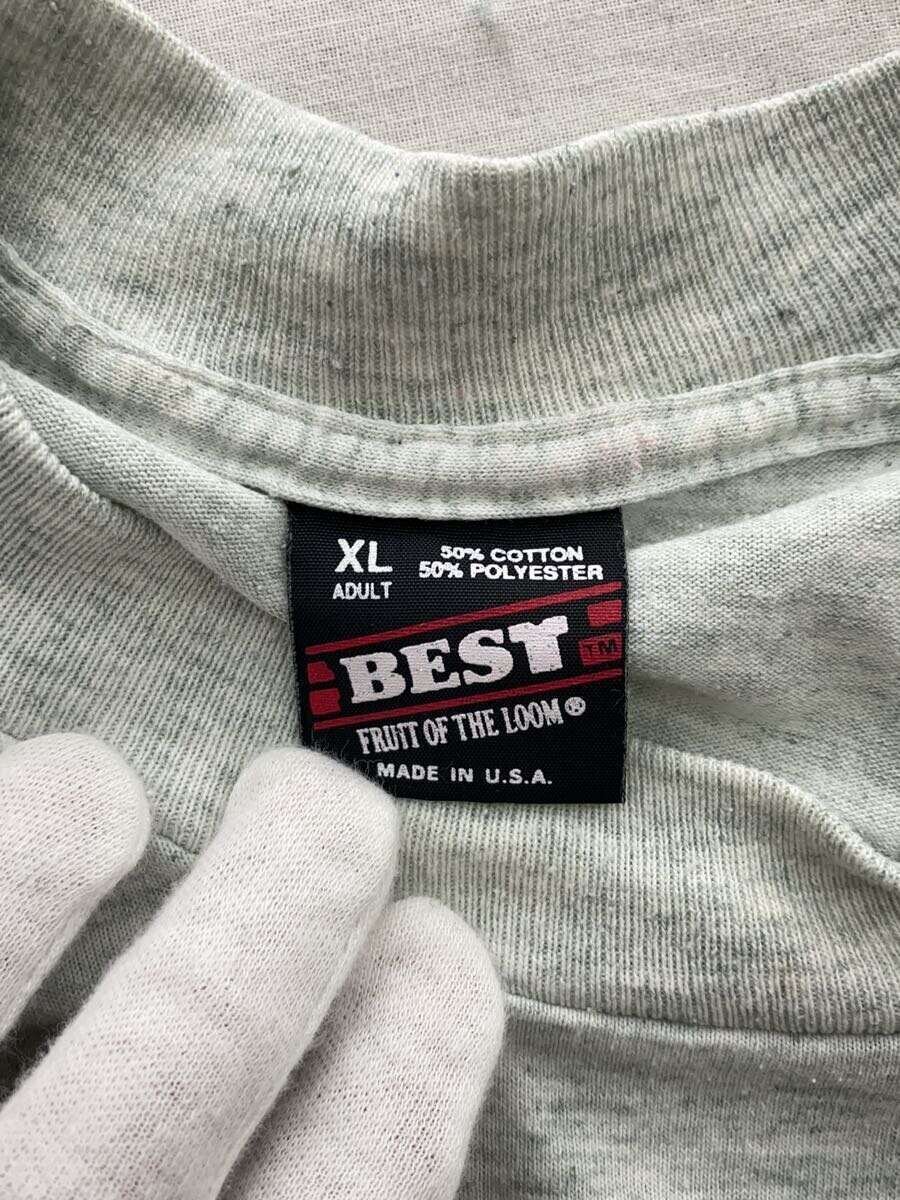 XL
ADULT
50% COTTON
50% POLYESTER
BEST TM
FRUIT OF THE LOOM®
MADE IN U.S.A.